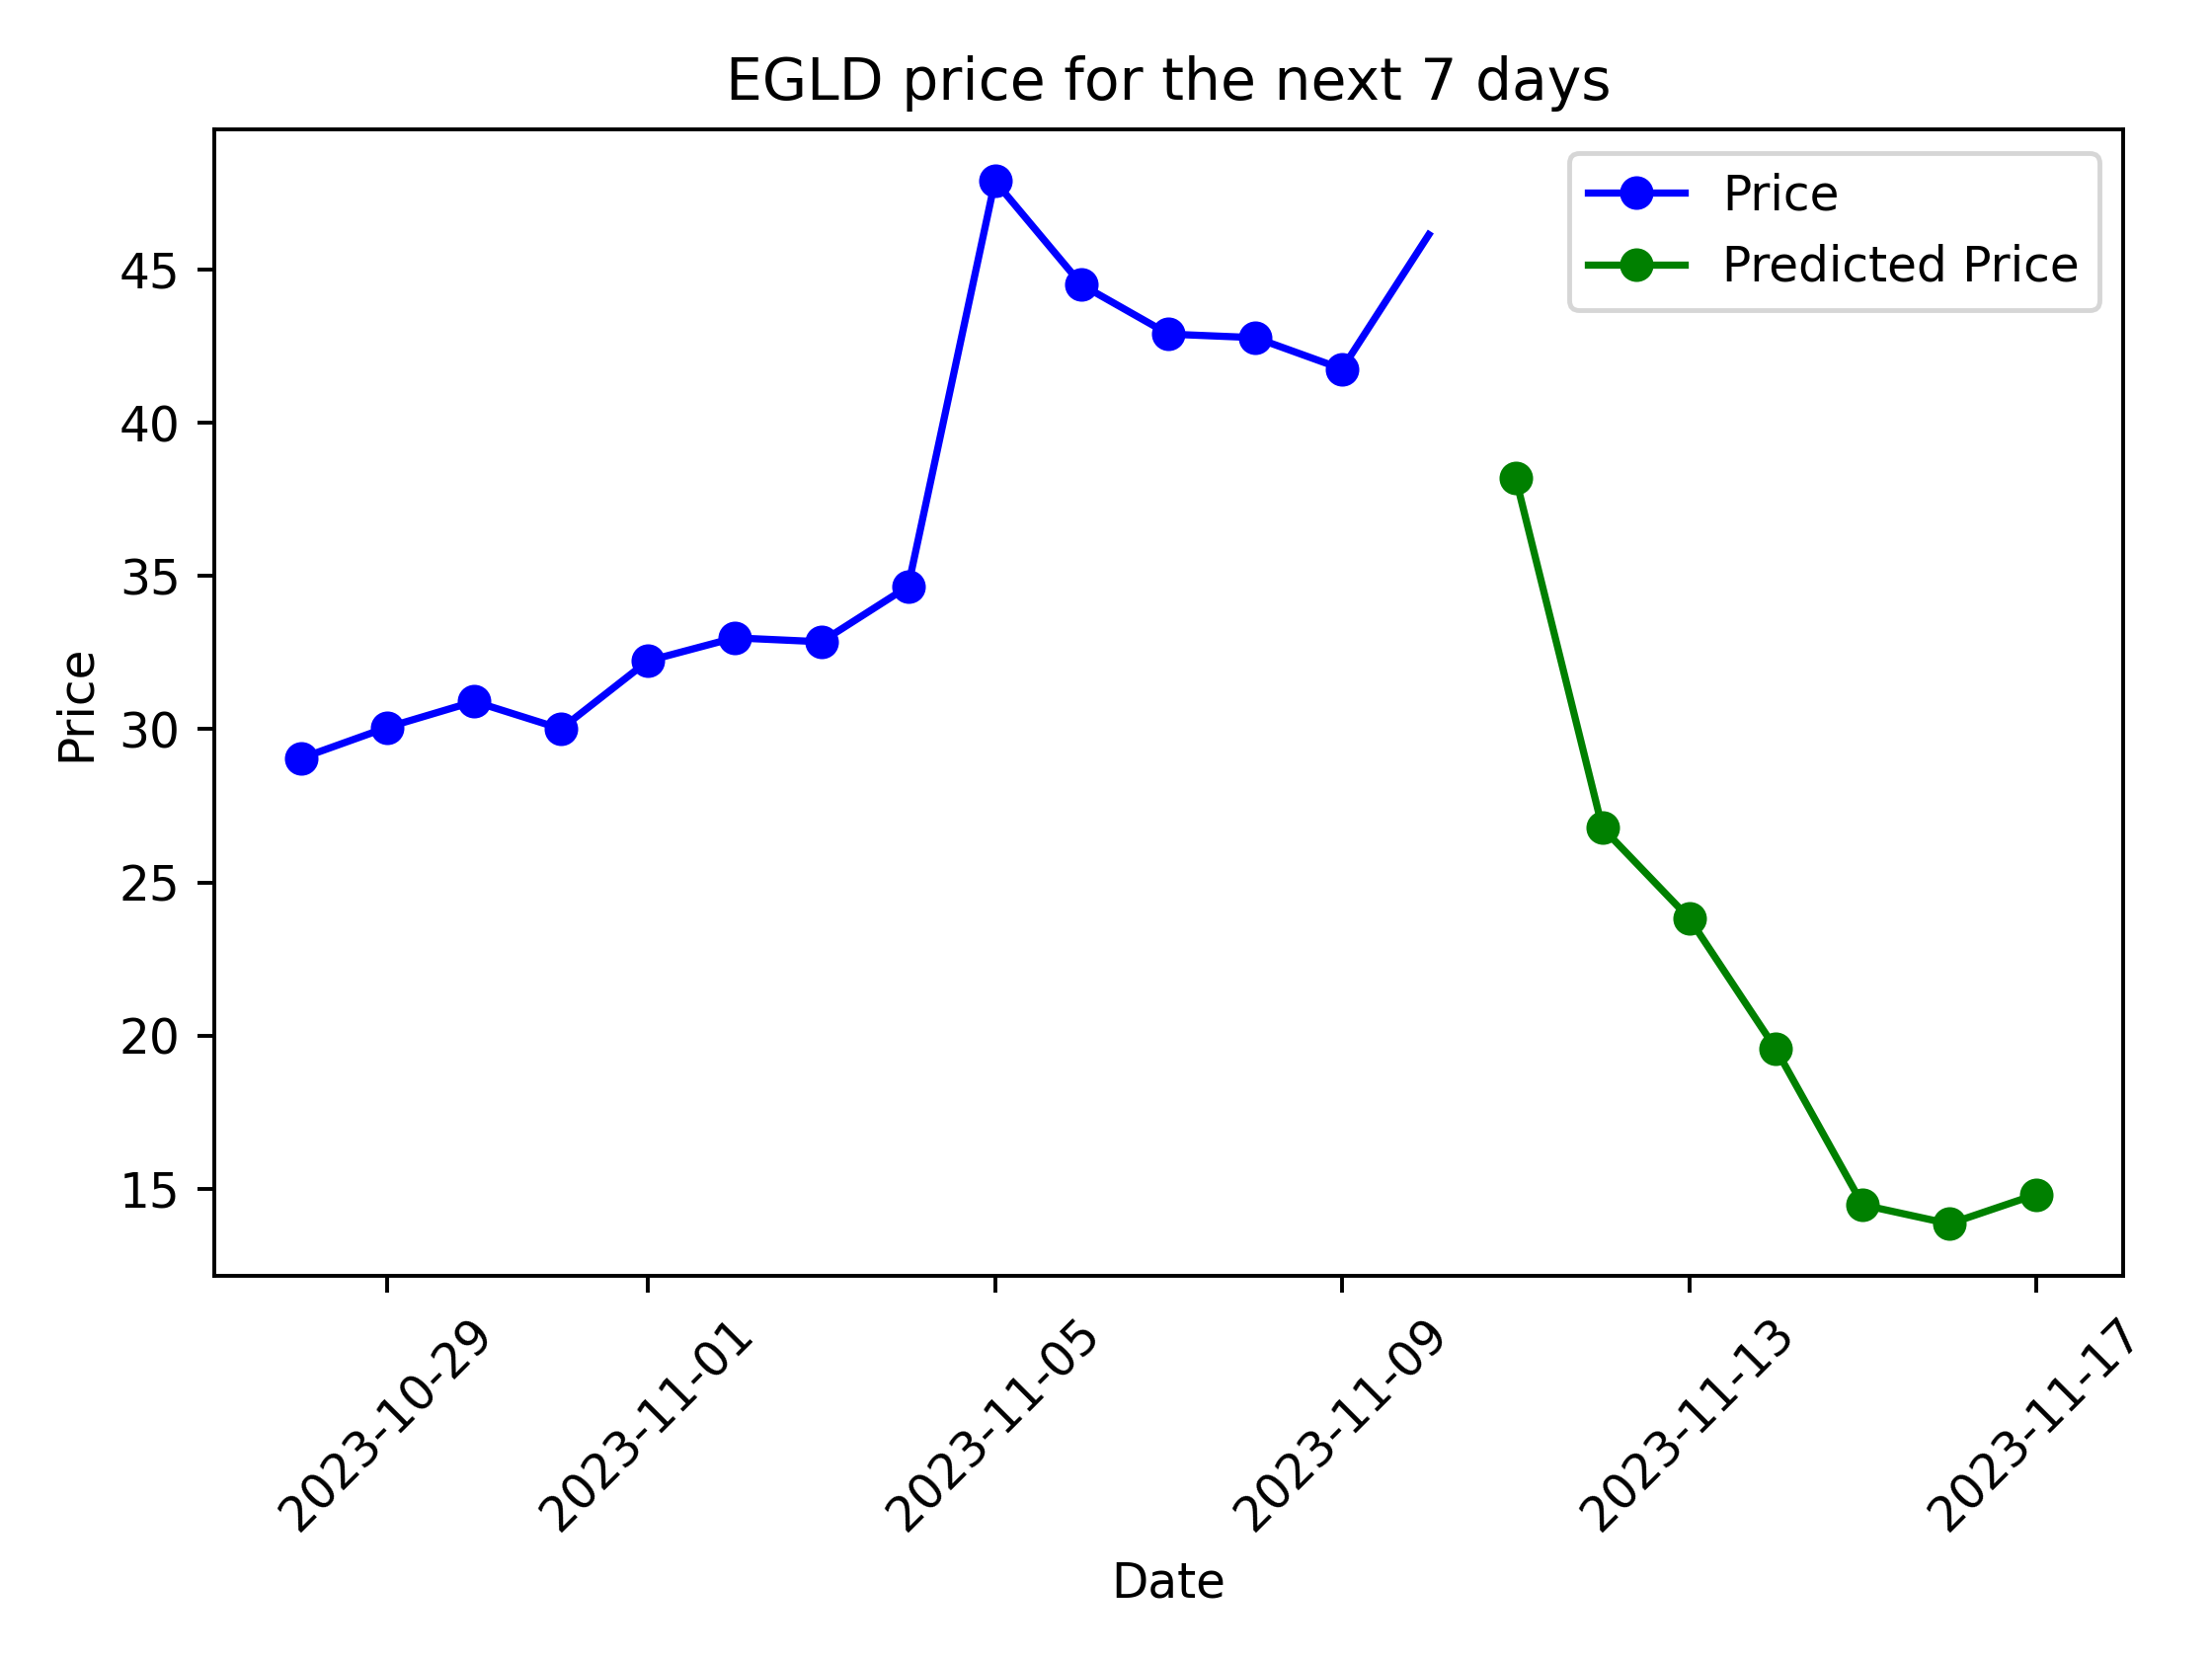 EGLD price for the next 7 days
Price
Predicted Price
45
40
35
30
25
20
15
Price
2023-10-29
2023-11-01
2023-11-05
2023-11-09
2023-11-13
2023-11-17
Date